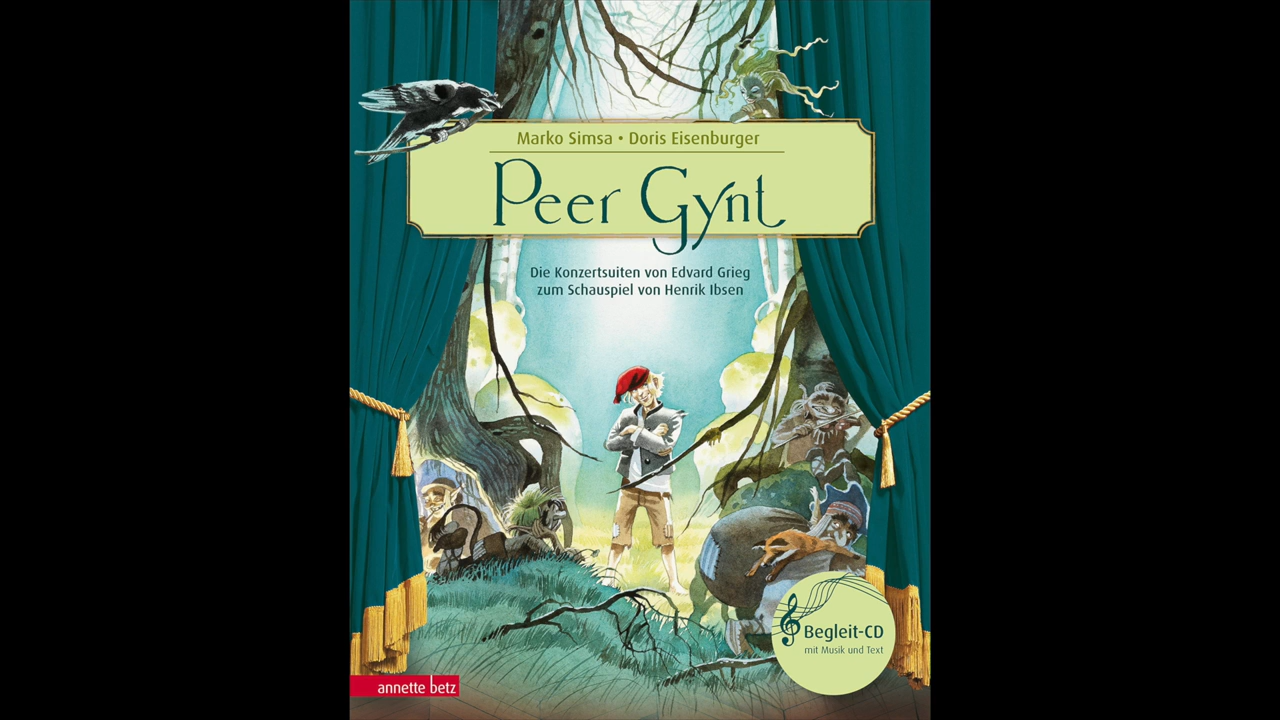 Marko Simsa • Doris Eisenburger
Peer Gynt
Die Konzertsuiten von Edvard Grieg
zum Schauspiel von Henrik Ibsen
Begleit-CD
mit Musik und Text
annette betz